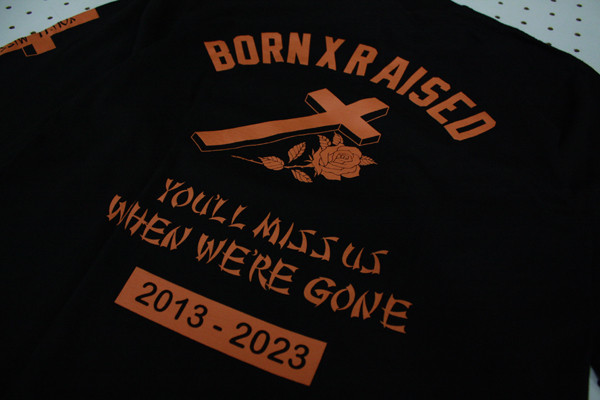 BORN X RAISED
YOU'LL MISS US
WHEN WE'RE GONE
2013 - 2023